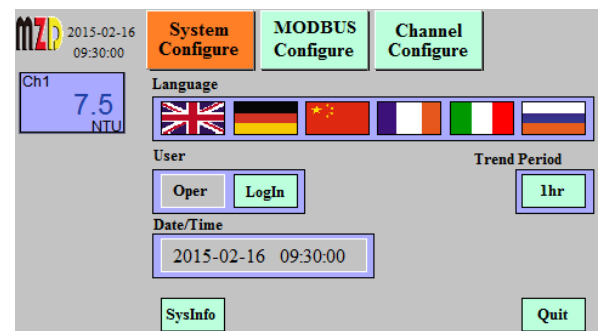 MZD 2015-02-16
09:30:00
System
Configure
MODBUS
Configure
Channel
Configure
Ch1
7.5
NTU
Language
User
Trend Period
Oper
LogIn
1hr
Date/Time
2015-02-16 09:30:00
SysInfo
Quit